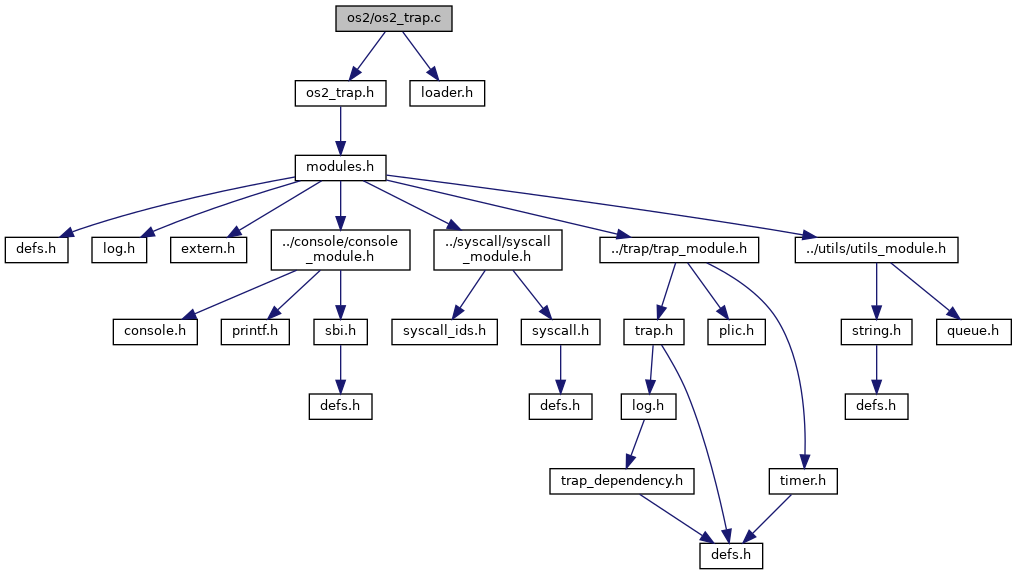 os2/os2_trap.c
os2_trap.h
loader.h
modules.h
defs.h
log.h
extern.h
../console/console
_module.h
../syscall/syscall
_module.h
../trap/trap_module.h
../utils/utils_module.h
console.h
printf.h
sbi.h
syscall_ids.h
syscall.h
trap.h
plic.h
string.h
queue.h
defs.h
defs.h
log.h
defs.h
trap_dependency.h
timer.h
defs.h